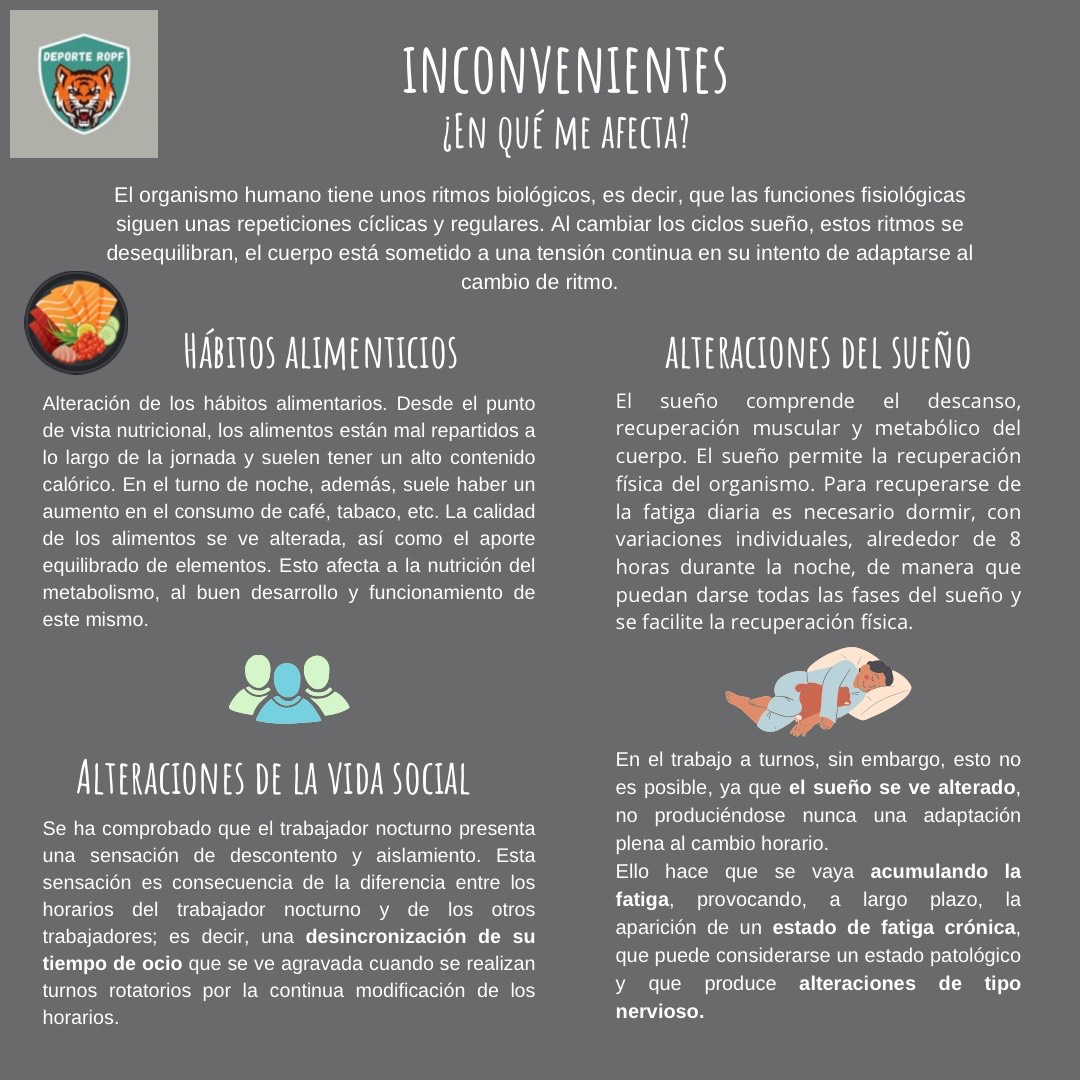 DEPORTE ROPF
INCONVENIENTES
¿En qué me afecta?
El organismo humano tiene unos ritmos biológicos, es decir, que las funciones fisiológicas
siguen unas repeticiones cíclicas y regulares. Al cambiar los ciclos sueño, estos ritmos se
desequilibran, el cuerpo está sometido a una tensión continua en su intento de adaptarse al
cambio de ritmo.
Hábitos alimenticios
Alteración de los hábitos alimentarios. Desde el punto
de vista nutricional, los alimentos están mal repartidos a
lo largo de la jornada y suelen tener un alto contenido
calórico. En el turno de noche, además, suele haber un
aumento en el consumo de café, tabaco, etc. La calidad
de los alimentos se ve alterada, así como el aporte
equilibrado de elementos. Esto afecta a la nutrición del
metabolismo, al buen desarrollo y funcionamiento de
este mismo.
Alteraciones de la vida social
Se ha comprobado que el trabajador nocturno presenta
una sensación de descontento y aislamiento. Esta
sensación es consecuencia de la diferencia entre los
horarios del trabajador nocturno y de los otros
trabajadores; es decir, una desincronización de su
tiempo de ocio que se ve agravada cuando se realizan
turnos rotatorios por la continua modificación de los
horarios.
alteraciones del sueño
El sueño comprende el descanso,
recuperación muscular y metabólico del
cuerpo. El sueño permite la recuperación
física del organismo. Para recuperarse de
la fatiga diaria es necesario dormir, con
variaciones individuales, alrededor de 8
horas durante la noche, de manera que
puedan darse todas las fases del sueño y
se facilite la recuperación física.
En el trabajo a turnos, sin embargo, esto no
es posible, ya que el sueño se ve alterado,
no produciéndose nunca una adaptación
plena al cambio horario.
Ello hace que se vaya acumulando la
fatiga, provocando, a largo plazo, la
aparición de un estado de fatiga crónica,
que puede considerarse un estado patológico
y que produce alteraciones de tipo
nervioso.